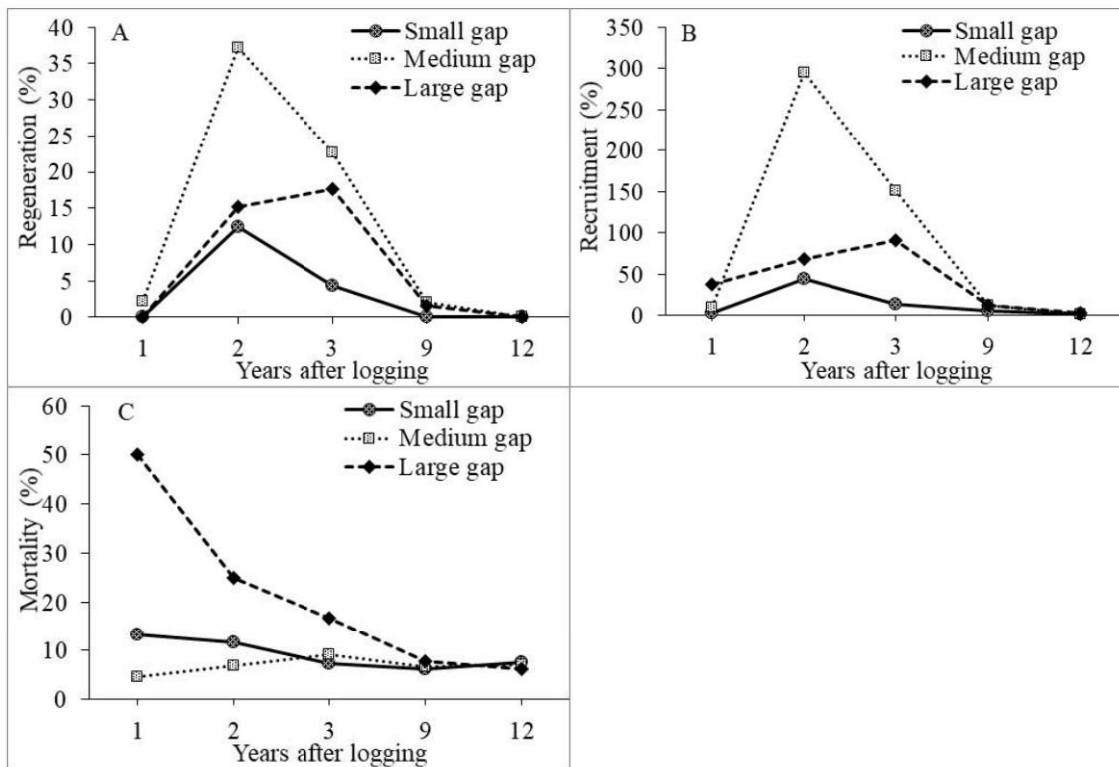 A
Small gap
Medium gap
Large gap
Regeneration (%)
40
35
30
25
20
15
10
5
0
1 2 3 9 12
Years after logging
B
Small gap
Medium gap
Large gap
Recruitment (%)
350
300
250
200
150
100
50
0
1 2 3 9 12
Years after logging
C
Small gap
Medium gap
Large gap
Mortality (%)
60
50
40
30
20
10
0
1 2 3 9 12
Years after logging